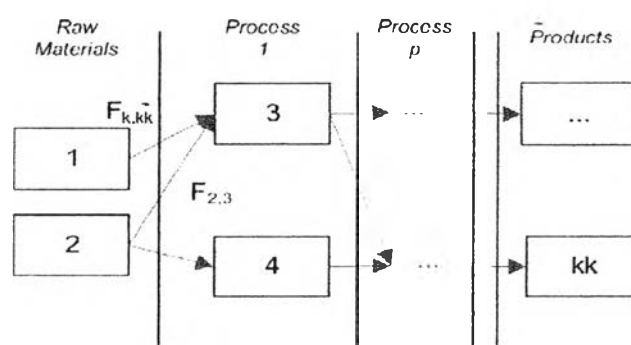 Raw
Materials
Process
1
Process
p
Products
F k,kk
1
2
3
4
F 2,3
...
...
...
kk